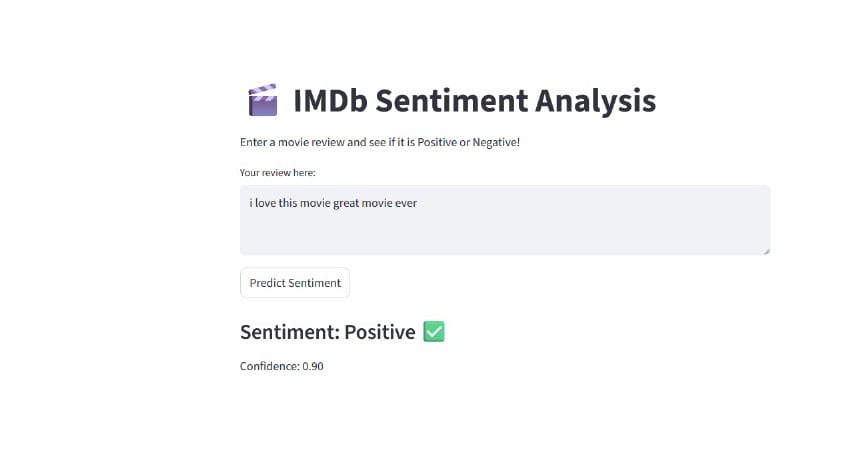 🎬 IMDb Sentiment Analysis
Enter a movie review and see if it is Positive or Negative!
Your review here:
i love this movie great movie ever
Predict Sentiment
Sentiment: Positive ✅
Confidence: 0.90